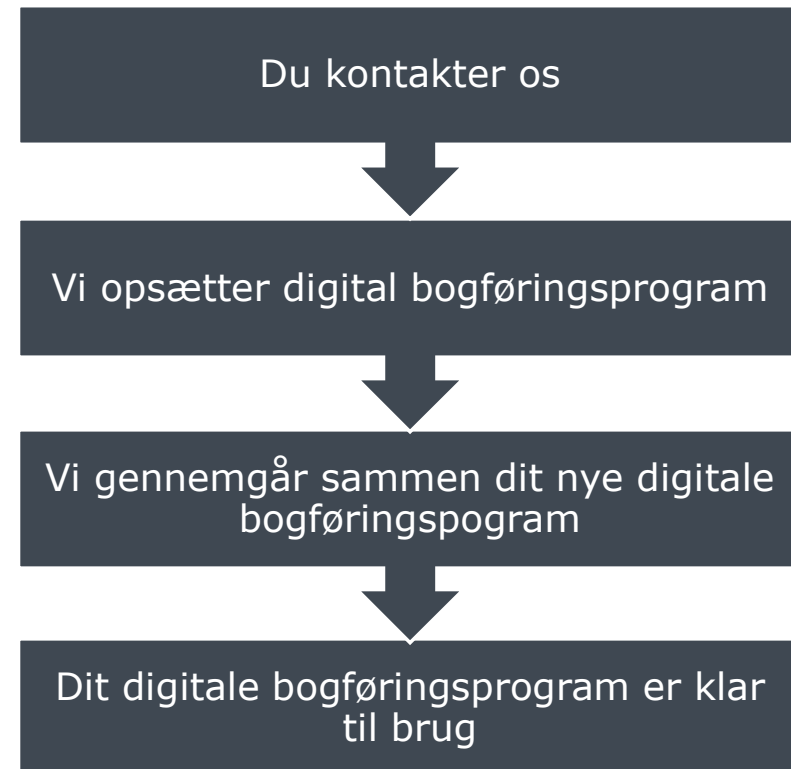 Du kontakter os
Vi opsætter digital bogføringsprogram
Vi gennemgår sammen dit nye digitale
bogføringspogram
Dit digitale bogføringsprogram er klar
til brug